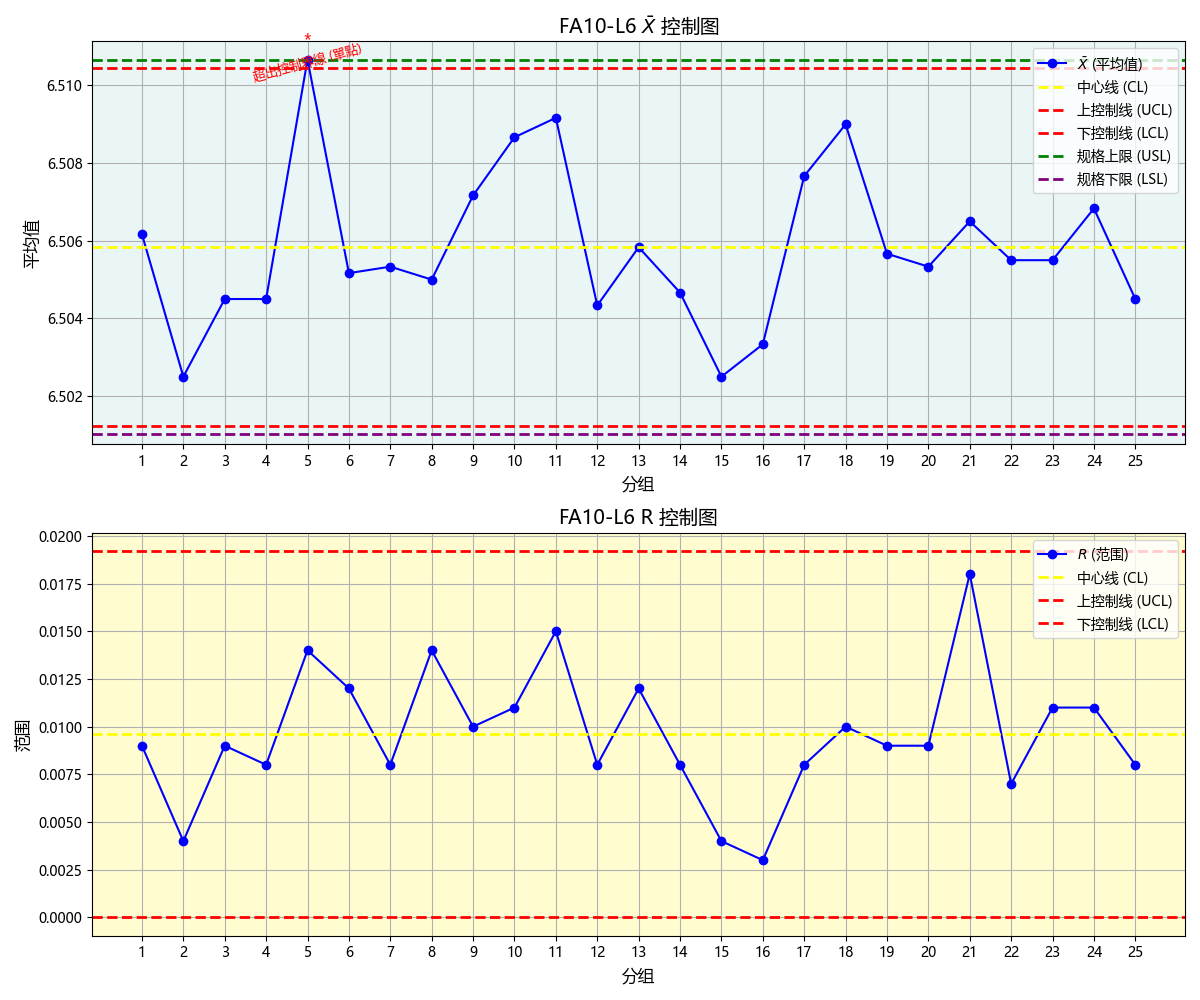 FA10-L6 X̄ 控制图
*
超出控制界線 (單點)
X̄ (平均值)
中心线 (CL)
上控制线 (UCL)
下控制线 (LCL)
规格上限 (USL)
规格下限 (LSL)
平均值
6.510
6.508
6.506
6.504
6.502
1 2 3 4 5 6 7 8 9 10 11 12 13 14 15 16 17 18 19 20 21 22 23 24 25
分组
FA10-L6 R 控制图
R (范围)
中心线 (CL)
上控制线 (UCL)
下控制线 (LCL)
范围
0.0200
0.0175
0.0150
0.0125
0.0100
0.0075
0.0050
0.0025
0.0000
1 2 3 4 5 6 7 8 9 10 11 12 13 14 15 16 17 18 19 20 21 22 23 24 25
分组